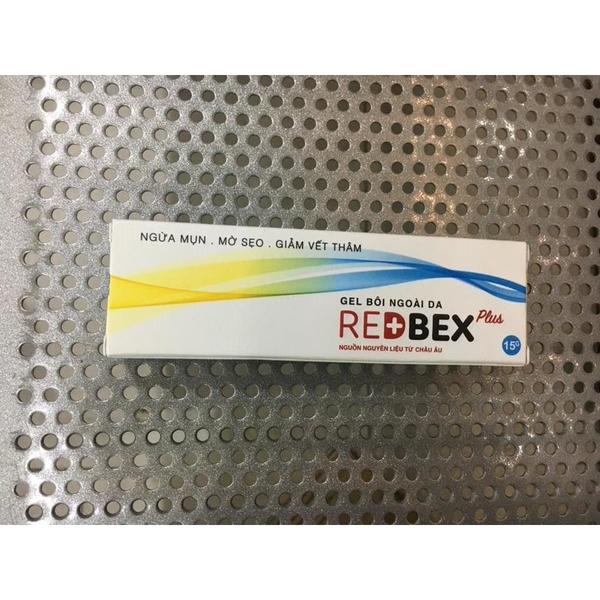 NGỪA MỤN . MỜ SẸO . GIẢM VẾT THÂM
GEL BÔI NGOÀI DA
REDBEX Plus
NGUỒN NGUYÊN LIỆU TỪ CHÂU ÂU
15G